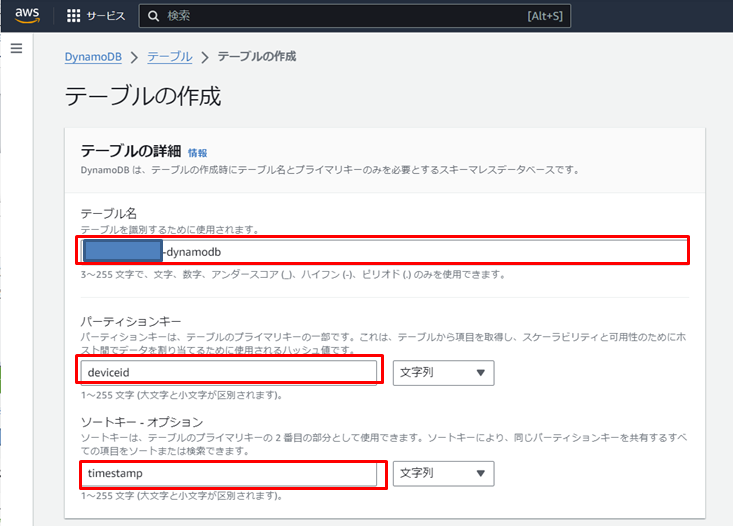 aws サービス 検索 [Alt+S]
DynamoDB > テーブル > テーブルの作成
テーブルの作成
テーブルの詳細 情報
DynamoDB は、テーブルの作成時にテーブル名とプライマリキーのみを必要とするスキーマレスデータベースです。
テーブル名
テーブルを識別するために使用されます。
-dynamodb
3～255 文字で、文字、数字、アンダースコア (_)、ハイフン (-)、ピリオド (.) のみを使用できます。
パーティションキー
パーティションキーは、テーブルのプライマリキーの一部です。これは、テーブルから項目を取得し、スケーラビリティと可用性のためにホ
スト間でデータを割り当てるために使用されるハッシュ値です。
deviceid 文字列
1～255 文字 (大文字と小文字が区別されます)。
ソートキー - オプション
ソートキーは、テーブルのプライマリキーの 2 番目の部分として使用できます。ソートキーにより、同じパーティションキーを共有するすべ
ての項目をソートまたは検索できます。
timestamp 文字列
1～255 文字 (大文字と小文字が区別されます)。